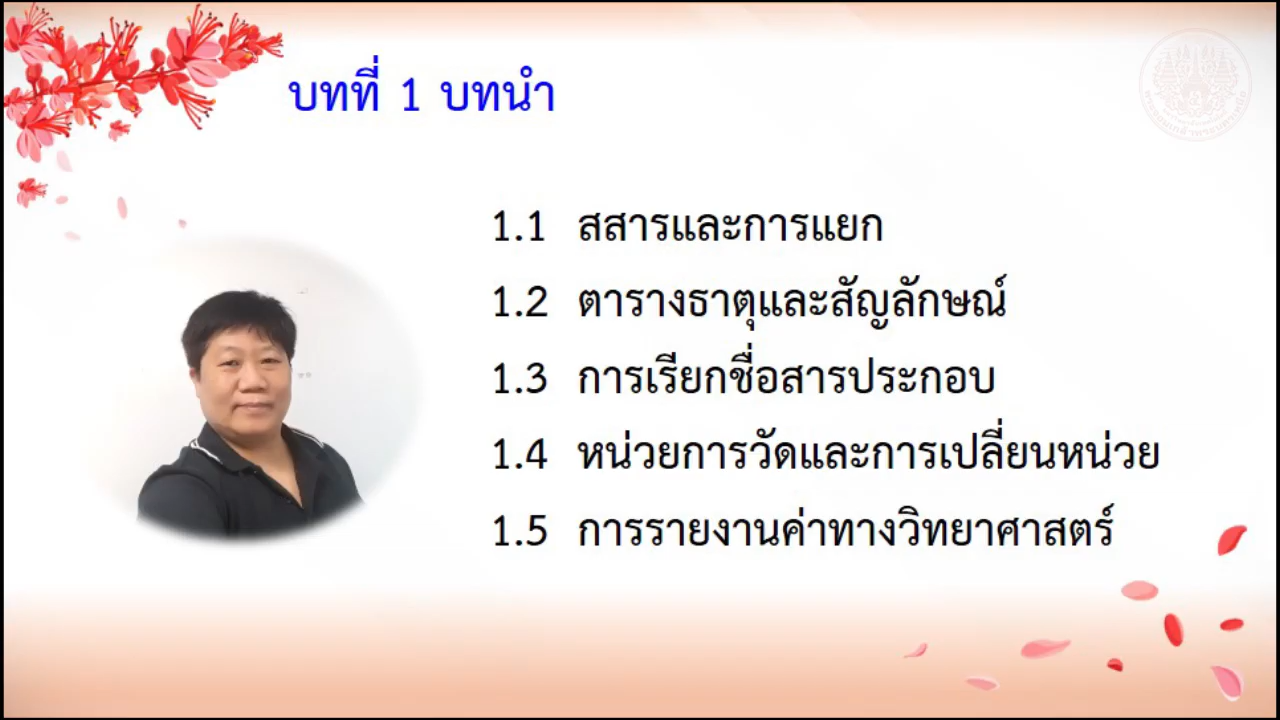 บทที่ 1 บทนำ
1.1 สสารและการแยก
1.2 ตารางธาตุและสัญลักษณ์
1.3 การเรียกชื่อสารประกอบ
1.4 หน่วยการวัดและการเปลี่ยนหน่วย
1.5 การรายงานค่าทางวิทยาศาสตร์